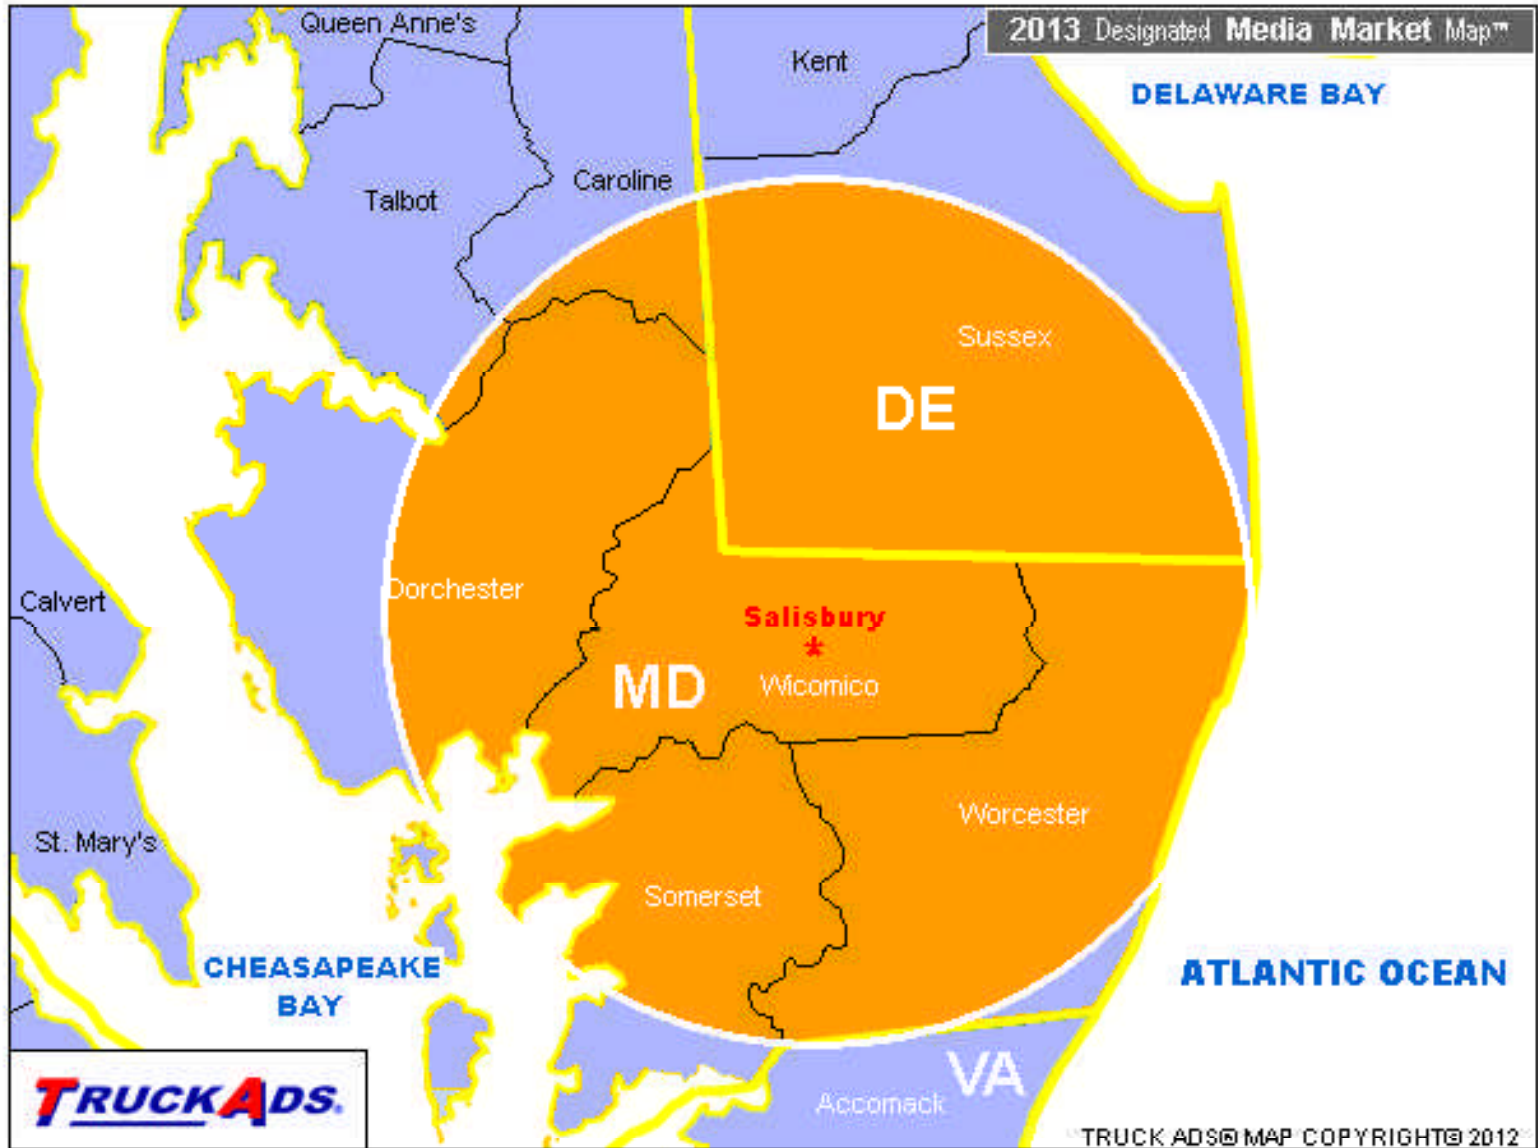 Queen Anne's
2013 Designated Media Market Map™
Kent
DELAWARE BAY
Talbot
Caroline
Sussex
DE
Dorchester
Calvert
Salisbury
*
MD
Wicomico
Worcester
St. Mary's
Somerset
CHEASAPEAKE
BAY
ATLANTIC OCEAN
VA
Accomack
TRUCKADS®
TRUCK ADS® MAP COPYRIGHT© 2012